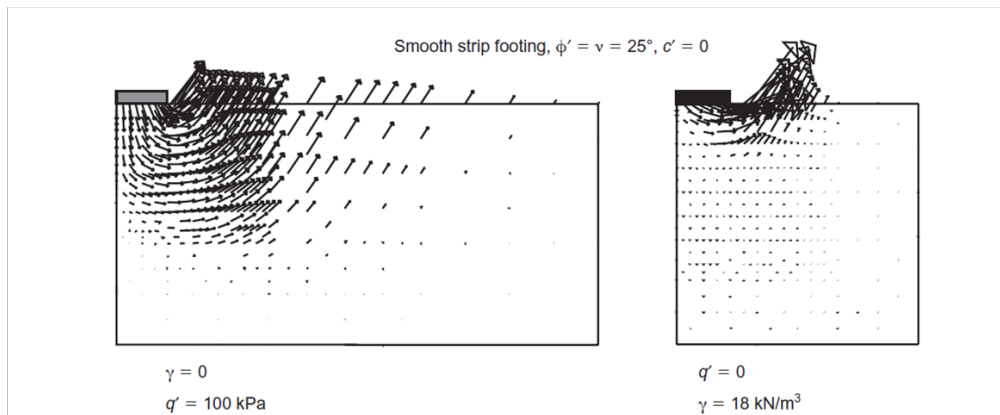 Smooth strip footing, ϕ′ = ν = 25°, c′ = 0
γ = 0
q′ = 100 kPa
q′ = 0
γ = 18 kN/m³